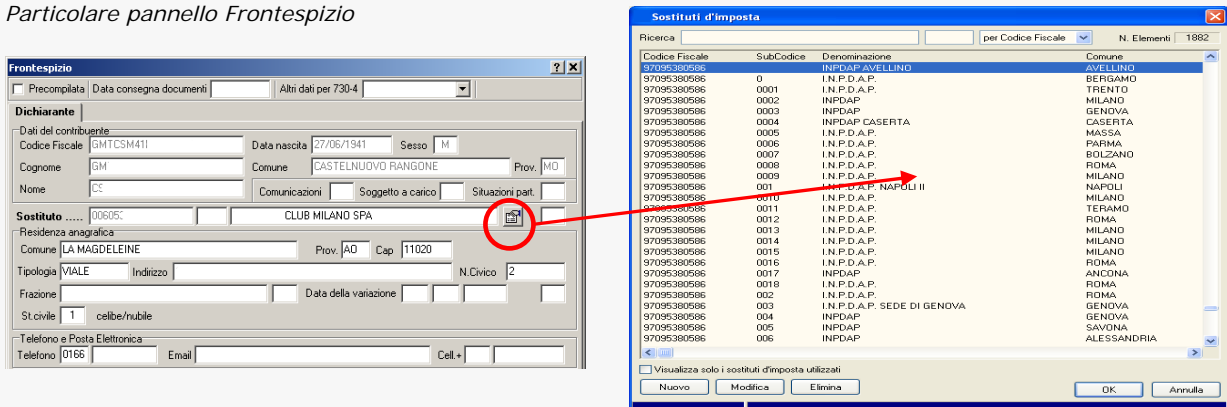 Particolare pannello Frontespizio
Frontespizio
Precompilata Data consegna documenti Altri dati per 730-4
Dichiarante
Dati del contribuente
Codice Fiscale GMTCSM41I Data nascita 27/06/1941 Sesso M
Cognome GM Comune CASTELNUOVO RANGONE Prov. MO
Nome CS Comunicazioni Soggetto a carico Situazioni part.
Sostituto ..... 00605: CLUB MILANO SPA
Residenza anagrafica
Comune LA MAGDELEINE Prov. AO Cap 11020
Tipologia VIALE Indirizzo N.Civico 2
Frazione Data della variazione
St.civile 1 celibe/nubile
Telefono e Posta Elettronica
Telefono 0166 Email Cell.+
Sostituti d'imposta
Ricerca per Codice Fiscale N. Elementi 1882
Codice Fiscale SubCodice Denominazione Comune
97095380586 INPDAP AVELLINO AVELLINO
97095380586 0 I.N.P.D.A.P. BERGAMO
97095380586 0001 I.N.P.D.A.P. TRENTO
97095380586 0002 INPDAP MILANO
97095380586 0003 INPDAP GENOVA
97095380586 0004 INPDAP CASERTA CASERTA
97095380586 0005 I.N.P.D.A.P. MASSA
97095380586 0006 I.N.P.D.A.P. PARMA
97095380586 0007 I.N.P.D.A.P. BOLZANO
97095380586 0008 I.N.P.D.A.P. ROMA
97095380586 0009 I.N.P.D.A.P. MILANO
97095380586 001 I.N.P.D.A.P. NAPOLI II NAPOLI
97095380586 0010 I.N.P.D.A.P. MILANO
97095380586 0011 I.N.P.D.A.P. TERAMO
97095380586 0012 I.N.P.D.A.P. ROMA
97095380586 0013 I.N.P.D.A.P. MILANO
97095380586 0014 I.N.P.D.A.P. MILANO
97095380586 0015 I.N.P.D.A.P. MILANO
97095380586 0016 I.N.P.D.A.P. ROMA
97095380586 0017 INPDAP ANCONA
97095380586 0018 I.N.P.D.A.P. ROMA
97095380586 002 I.N.P.D.A.P. ROMA
97095380586 003 I.N.P.D.A.P. SEDE DI GENOVA GENOVA
97095380586 004 INPDAP GENOVA
97095380586 005 INPDAP SAVONA
97095380586 006 INPDAP ALESSANDRIA
Visualizza solo i sostituti d'imposta utilizzati
Nuovo Modifica Elimina OK Annulla